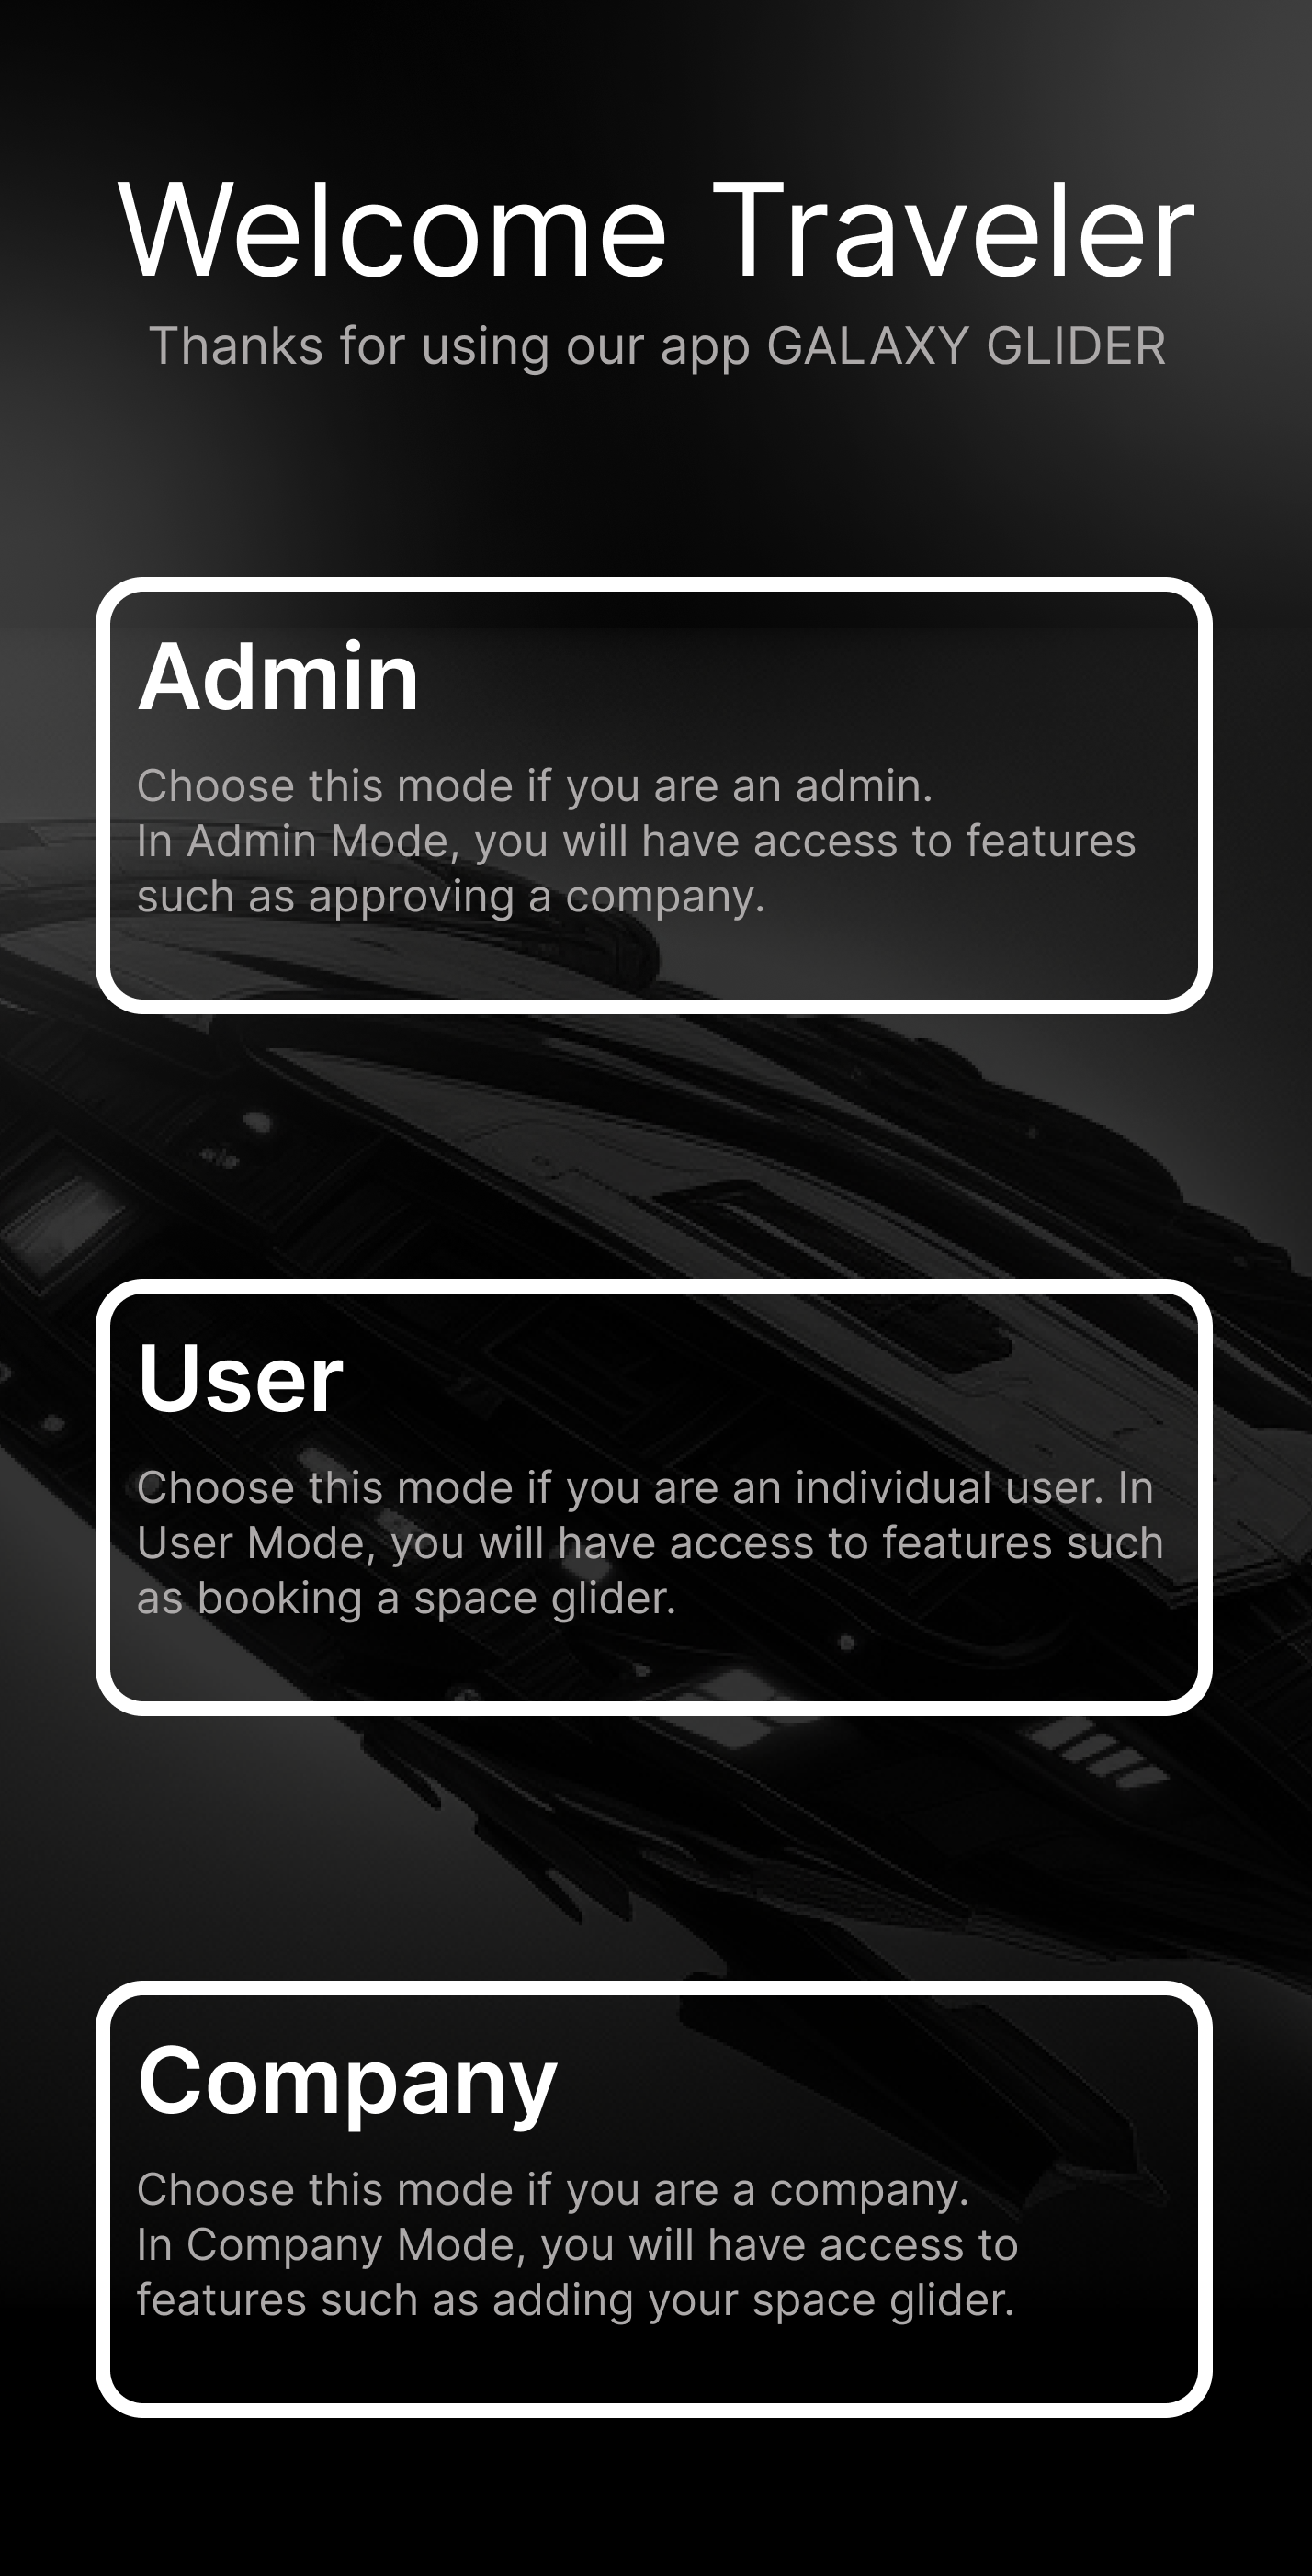 Welcome Traveler
Thanks for using our app GALAXY GLIDER
Admin
Choose this mode if you are an admin.
In Admin Mode, you will have access to features
such as approving a company.
User
Choose this mode if you are an individual user. In
User Mode, you will have access to features such
as booking a space glider.
Company
Choose this mode if you are a company.
In Company Mode, you will have access to
features such as adding your space glider.